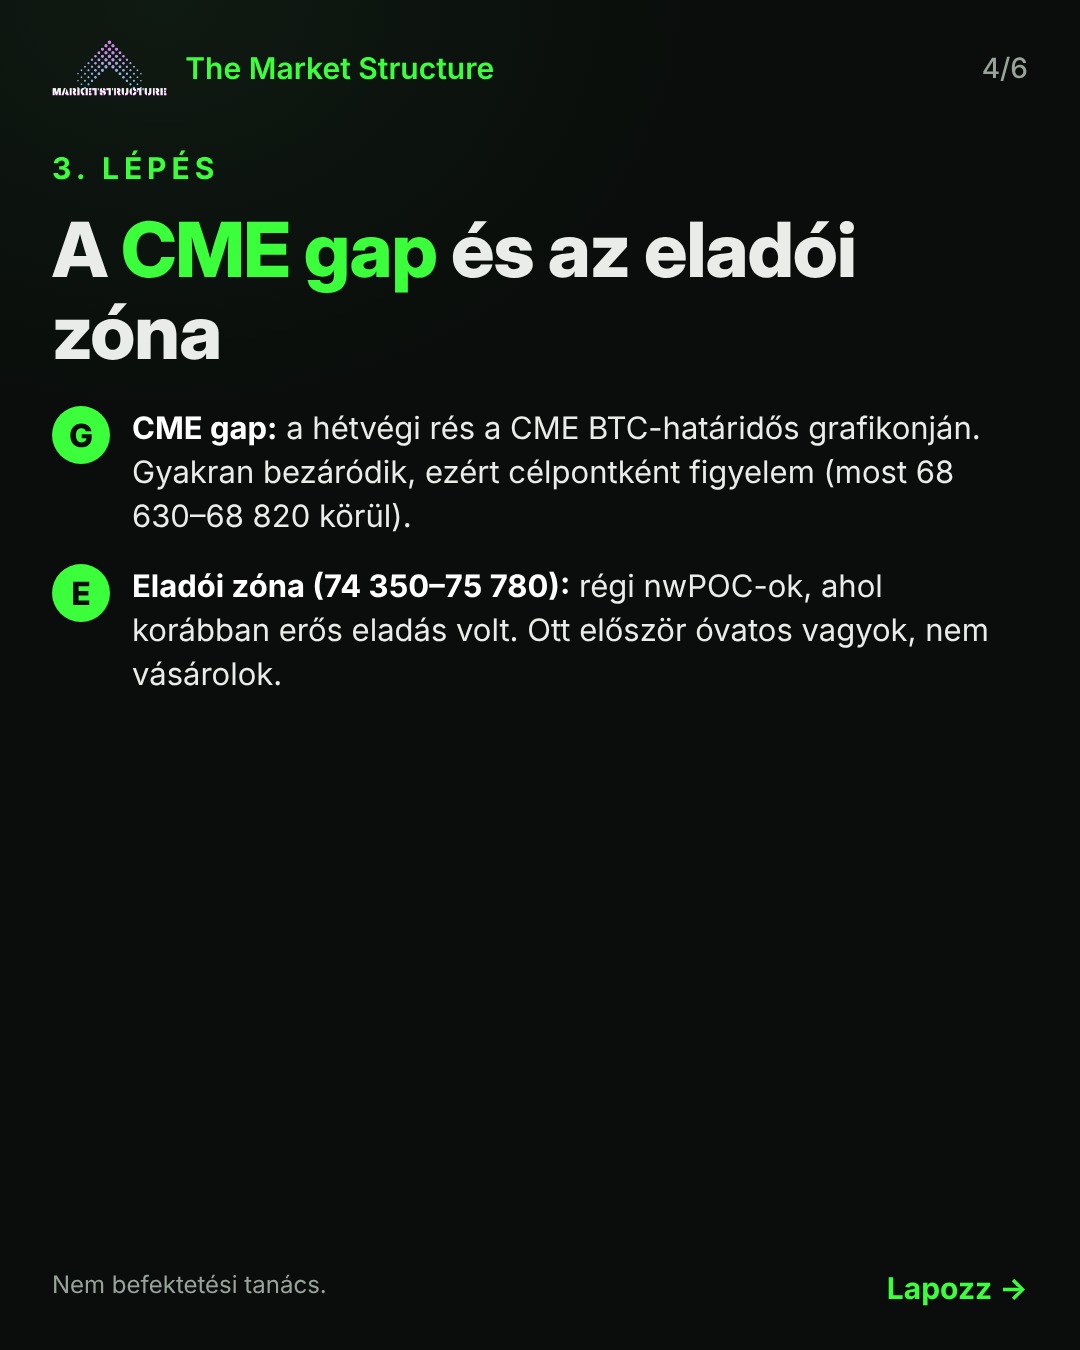 MARKETSTRUCTURE
The Market Structure
4/6
3. LÉPÉS
A CME gap és az eladói
zóna
G
CME gap: a hétvégi rés a CME BTC-határidős grafikonján.
Gyakran bezáródik, ezért célpontként figyelem (most 68
630–68 820 körül).
E
Eladói zóna (74 350–75 780): régi nwPOC-ok, ahol
korábban erős eladás volt. Ott először óvatos vagyok, nem
vásárolok.
Nem befektetési tanács.
Lapozz →